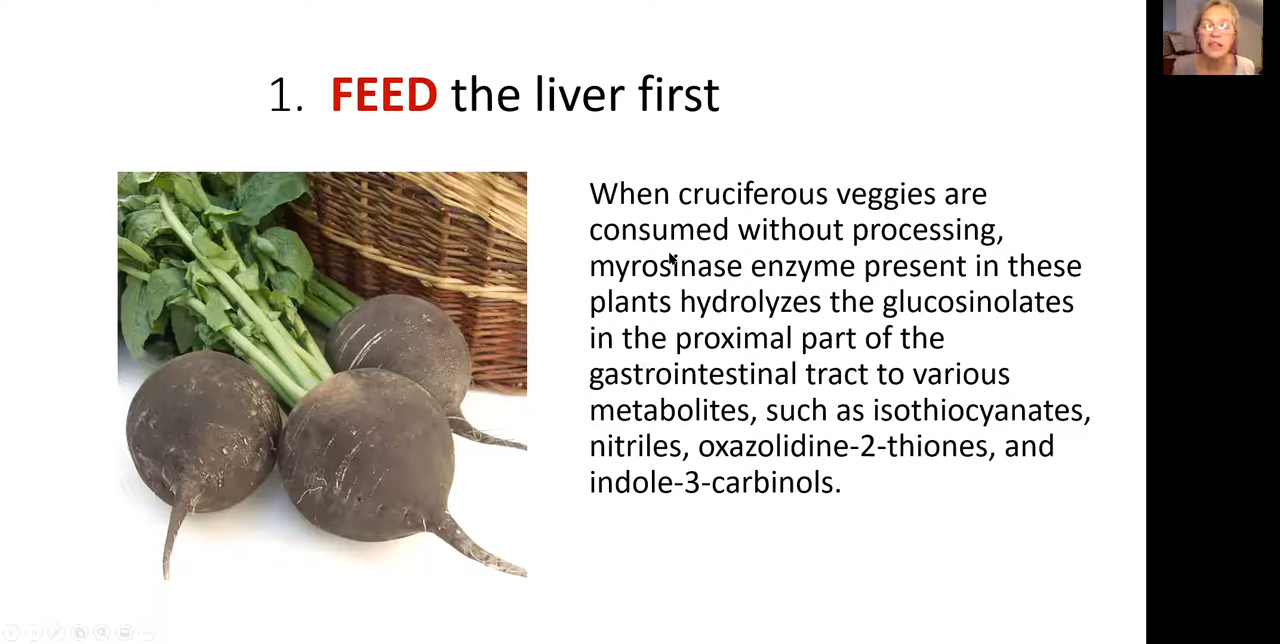 1. FEED the liver first
When cruciferous veggies are
consumed without processing,
myrosinase enzyme present in these
plants hydrolyzes the glucosinolates
in the proximal part of the
gastrointestinal tract to various
metabolites, such as isothiocyanates,
nitriles, oxazolidine-2-thiones, and
indole-3-carbinols.